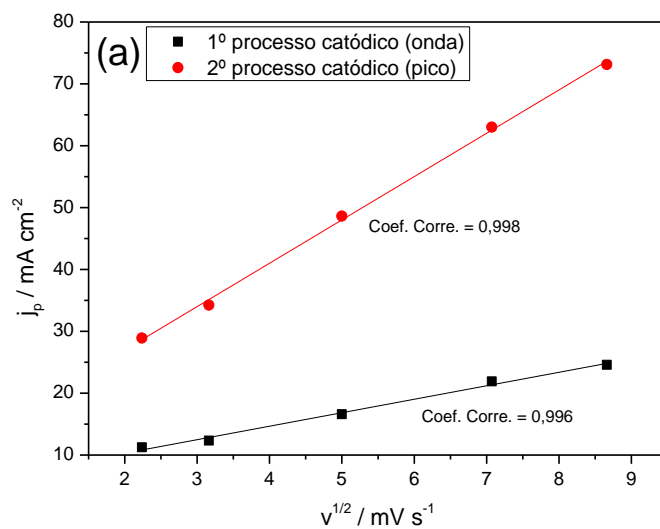 (a)
1º processo catódico (onda)
2º processo catódico (pico)
80
70
60
50
40
30
20
10
j_p / mA cm^-2
Coef. Corre. = 0,998
Coef. Corre. = 0,996
2 3 4 5 6 7 8 9
v^1/2 / mV s^-1